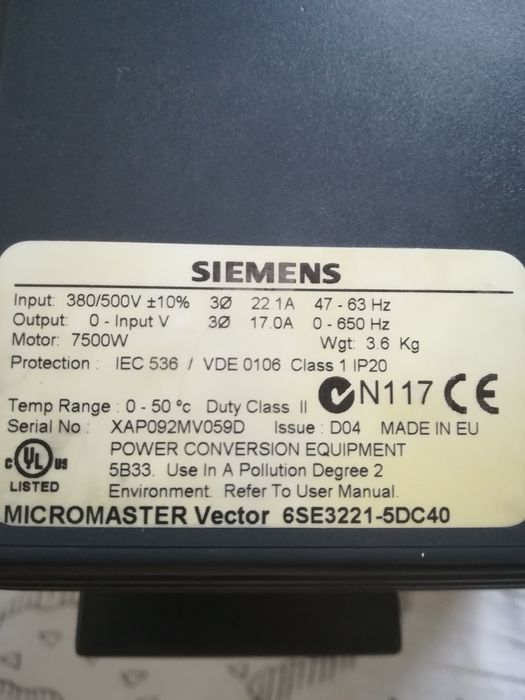 SIEMENS
Input: 380/500V ±10% 3Ø 22.1A 47 - 63 Hz
Output: 0 - Input V 3Ø 17.0A 0 - 650 Hz
Motor: 7500W Wgt: 3.6 Kg
Protection : IEC 536 / VDE 0106 Class 1 IP20
N117 CE
Temp Range : 0 - 50 ºc Duty Class II
Serial No : XAP092MV059D Issue : D04 MADE IN EU
c UL us LISTED
POWER CONVERSION EQUIPMENT
5B33. Use In A Pollution Degree 2
Environment. Refer To User Manual.
MICROMASTER Vector 6SE3221-5DC40